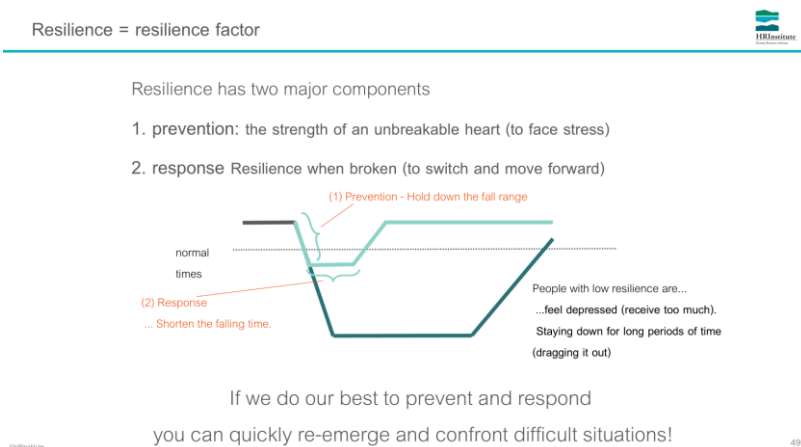 Resilience = resilience factor
HRInstitute
Resilience has two major components
1. prevention: the strength of an unbreakable heart (to face stress)
2. response Resilience when broken (to switch and move forward)
(1) Prevention - Hold down the fall range
normal
times
(2) Response
... Shorten the falling time.
People with low resilience are...
...feel depressed (receive too much).
Staying down for long periods of time
(dragging it out)
If we do our best to prevent and respond
you can quickly re-emerge and confront difficult situations!
49